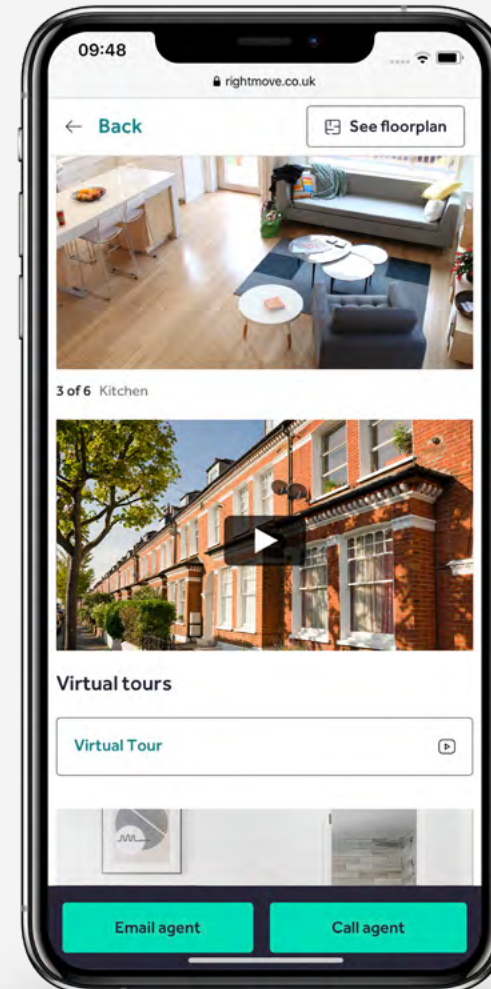 09:48
rightmove.co.uk
Back
See floorplan
3 of 6 Kitchen
Virtual tours
Virtual Tour
Email agent
Call agent